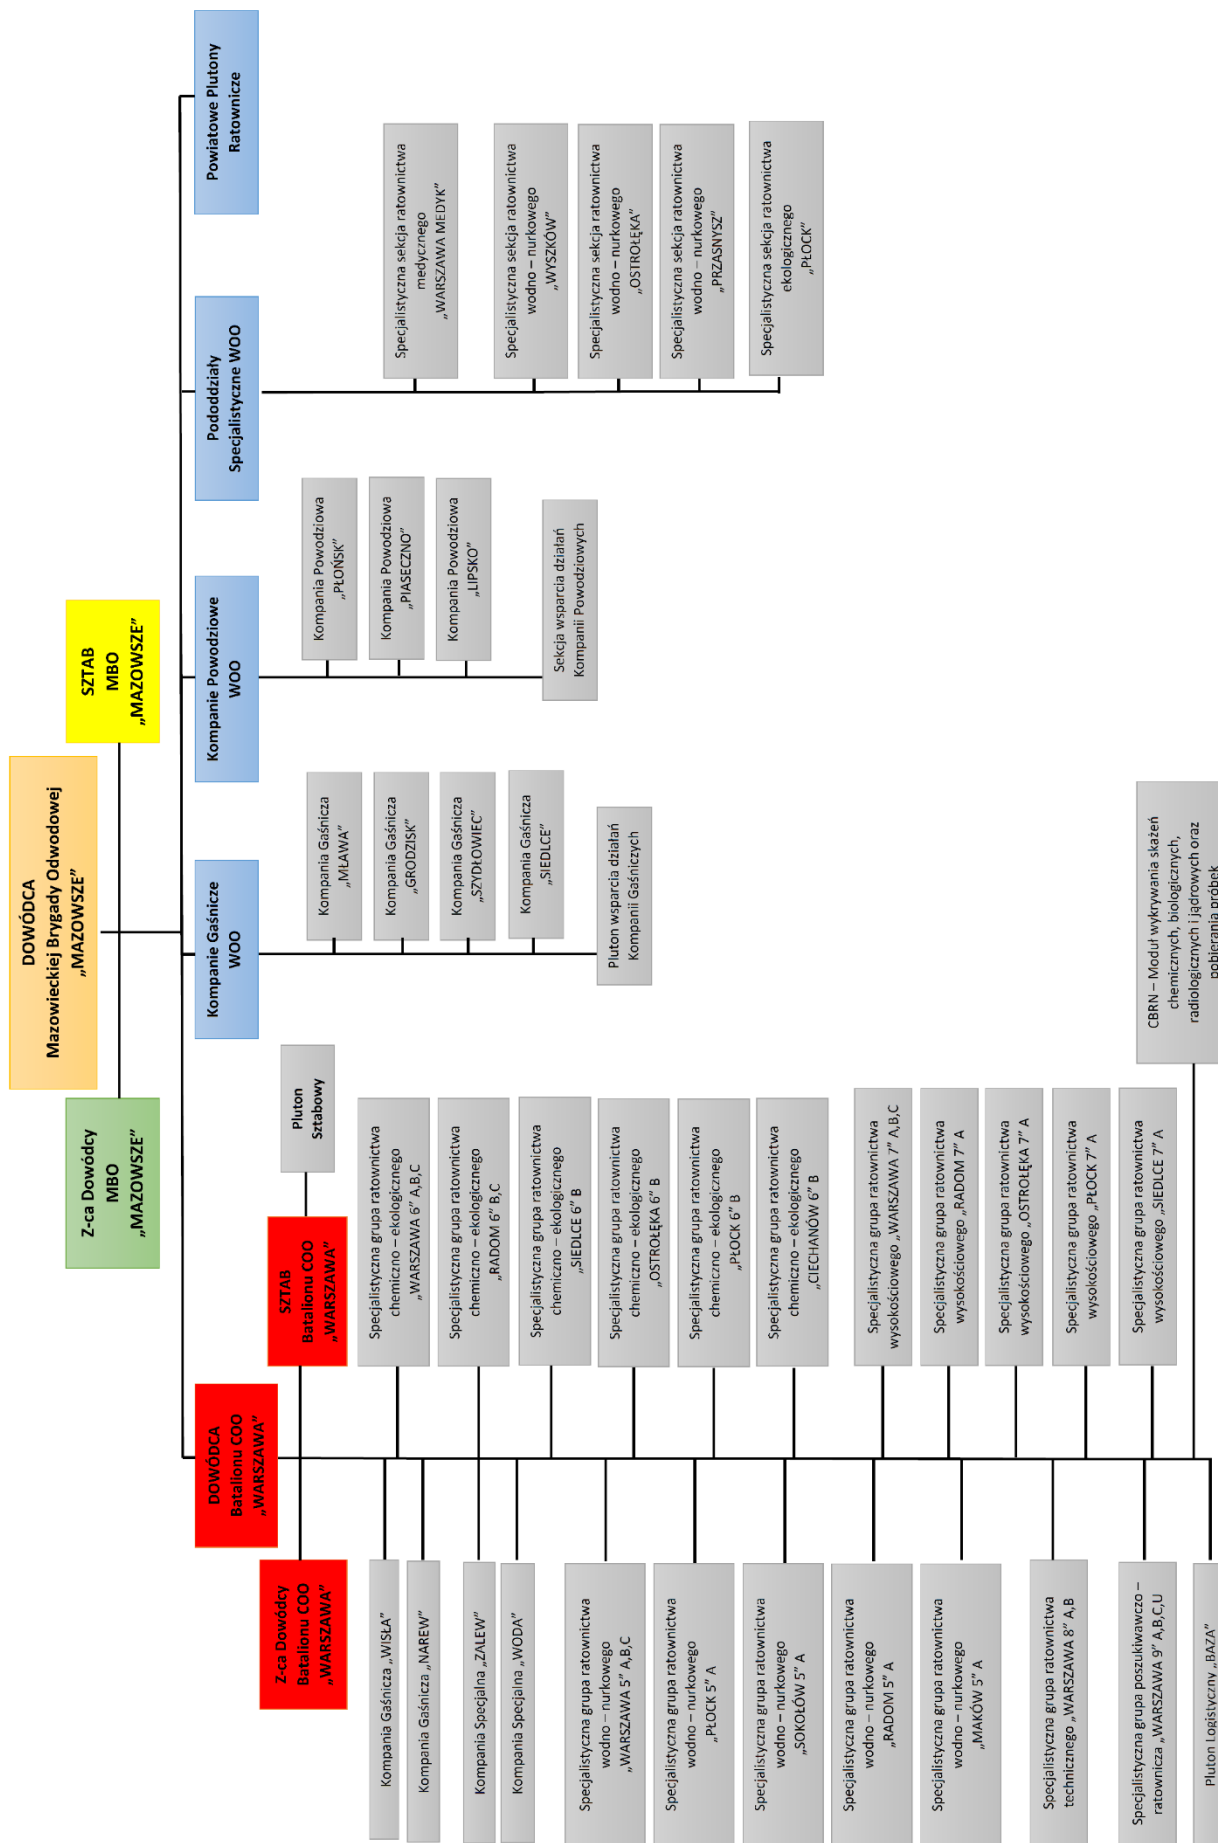 DOWÓDCA
Mazowieckiej Brygady Odwodowej
„MAZOWSZE”
Z-ca Dowódcy
MBO
„MAZOWSZE”
SZTAB
MBO
„MAZOWSZE”
DOWÓDCA
Batalionu COO
„WARSZAWA”
Kompanie Gaśnicze
WOO
Kompanie Powodziowe
WOO
Pododdziały
Specjalistyczne WOO
Powiatowe Plutony
Ratownicze
Z-ca Dowódcy
Batalionu COO
„WARSZAWA”
SZTAB
Batalionu COO
„WARSZAWA”
Pluton
Sztabowy
Kompania Gaśnicza „WISŁA”
Kompania Gaśnicza „NAREW”
Kompania Specjalna „ZALEW”
Kompania Specjalna „WODA”
Specjalistyczna grupa ratownictwa
wodno – nurkowego
„WARSZAWA 5” A,B,C
Specjalistyczna grupa ratownictwa
wodno – nurkowego
„PŁOCK 5” A
Specjalistyczna grupa ratownictwa
wodno – nurkowego
„SOKOŁÓW 5” A
Specjalistyczna grupa ratownictwa
wodno – nurkowego
„RADOM 5” A
Specjalistyczna grupa ratownictwa
wodno – nurkowego
„MAKÓW 5” A
Specjalistyczna grupa ratownictwa
technicznego „WARSZAWA 8” A,B
Specjalistyczna grupa poszukiwawczo –
ratownicza „WARSZAWA 9” A,B,C,U
Pluton Logistyczny „BAZA”
Specjalistyczna grupa ratownictwa
chemiczno – ekologicznego
„WARSZAWA 6” A,B,C
Specjalistyczna grupa ratownictwa
chemiczno – ekologicznego
„RADOM 6” B,C
Specjalistyczna grupa ratownictwa
chemiczno – ekologicznego
„SIEDLCE 6” B
Specjalistyczna grupa ratownictwa
chemiczno – ekologicznego
„OSTROŁĘKA 6” B
Specjalistyczna grupa ratownictwa
chemiczno – ekologicznego
„PŁOCK 6” B
Specjalistyczna grupa ratownictwa
chemiczno – ekologicznego
„CIECHANÓW 6” B
Specjalistyczna grupa ratownictwa
wysokościowego „WARSZAWA 7” A,B,C
Specjalistyczna grupa ratownictwa
wysokościowego „RADOM 7” A
Specjalistyczna grupa ratownictwa
wysokościowego „OSTROŁĘKA 7” A
Specjalistyczna grupa ratownictwa
wysokościowego „PŁOCK 7” A
Specjalistyczna grupa ratownictwa
wysokościowego „SIEDLCE 7” A
CBRN – Moduł wykrywania skażeń
chemicznych, biologicznych,
radiologicznych i jądrowych oraz
pobierania próbek
Kompania Gaśnicza
„MŁAWA”
Kompania Gaśnicza
„GRODZISK”
Kompania Gaśnicza
„SZYDŁOWIEC”
Kompania Gaśnicza
„SIEDLCE”
Pluton wsparcia działań
Kompanii Gaśniczych
Kompania Powodziowa
„PŁOŃSK”
Kompania Powodziowa
„PIASECZNO”
Kompania Powodziowa
„LIPSKO”
Sekcja wsparcia działań
Kompanii Powodziowych
Specjalistyczna sekcja ratownictwa
medycznego
„WARSZAWA MEDYK”
Specjalistyczna sekcja ratownictwa
wodno – nurkowego
„WYSZKÓW”
Specjalistyczna sekcja ratownictwa
wodno – nurkowego
„OSTROŁĘKA”
Specjalistyczna sekcja ratownictwa
wodno – nurkowego
„PRZASNYSZ”
Specjalistyczna sekcja ratownictwa
ekologicznego
„PŁOCK”